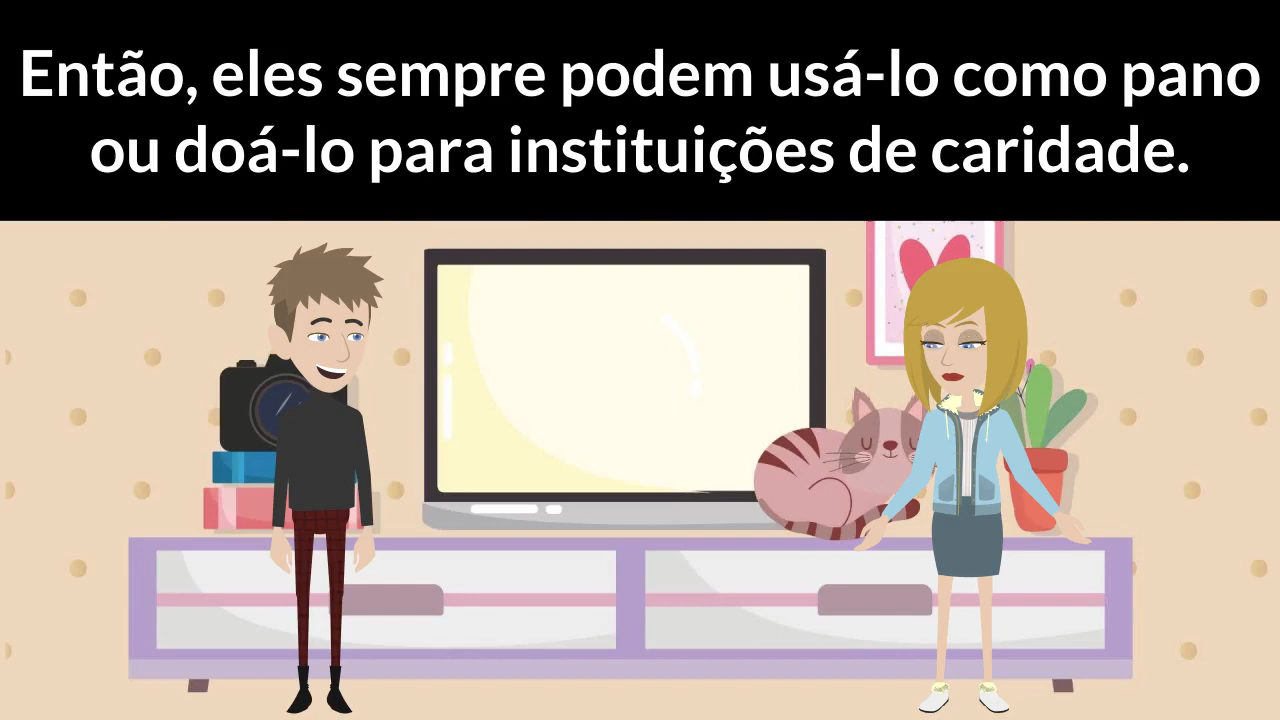 Então, eles sempre podem usá-lo como pano
ou doá-lo para instituições de caridade.